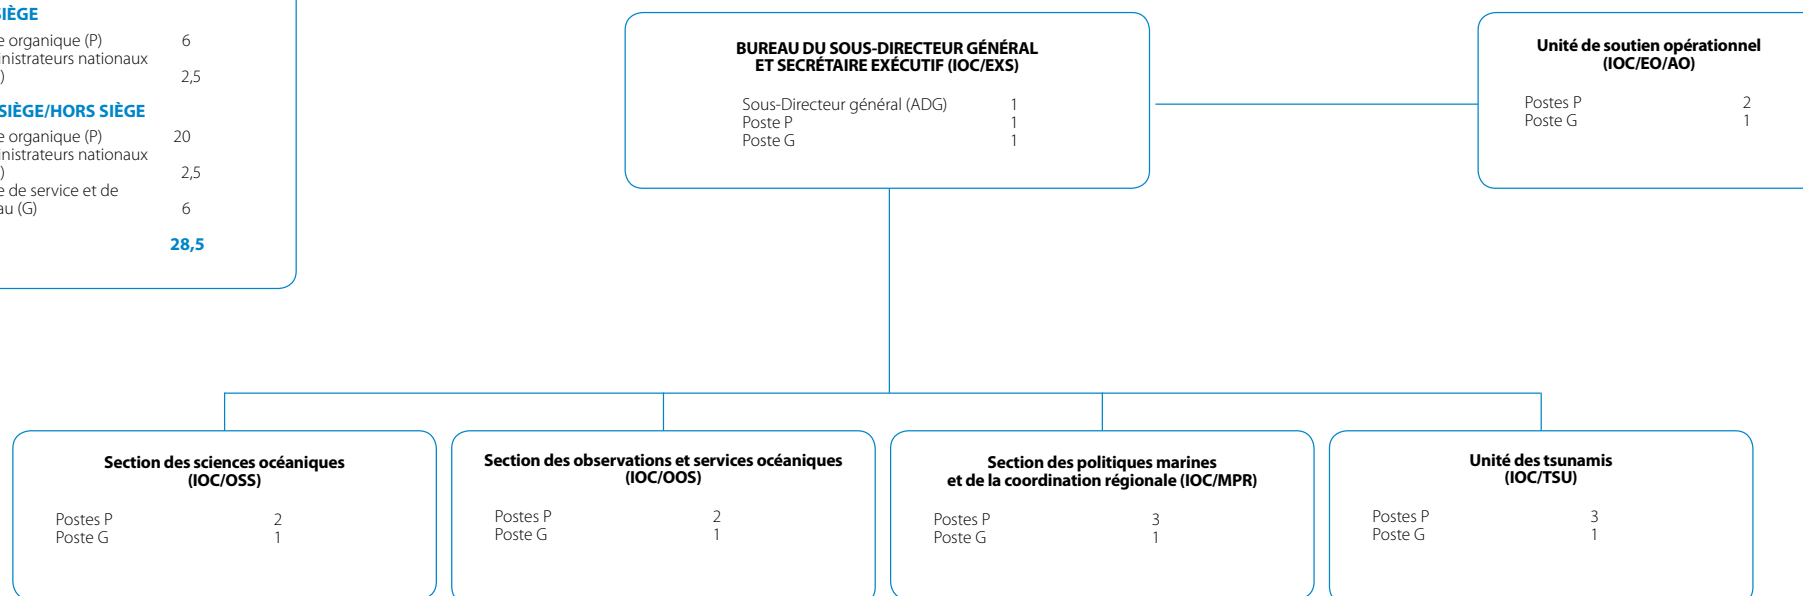 SIÈGE
organique (P) 6
nationaux
2,5
SIÈGE/HORS SIÈGE
organique (P) 20
nationaux
2,5
de service et de
(G) 6
28,5
BUREAU DU SOUS-DIRECTEUR GÉNÉRAL
ET SECRÉTAIRE EXÉCUTIF (IOC/EXS)
Sous-Directeur général (ADG) 1
Poste P 1
Poste G 1
Unité de soutien opérationnel
(IOC/EO/AO)
Postes P 2
Poste G 1
Section des sciences océaniques
(IOC/OSS)
Postes P 2
Poste G 1
Section des observations et services océaniques
(IOC/OOS)
Postes P 2
Poste G 1
Section des politiques marines
et de la coordination régionale (IOC/MPR)
Postes P 3
Poste G 1
Unité des tsunamis
(IOC/TSU)
Postes P 3
Poste G 1